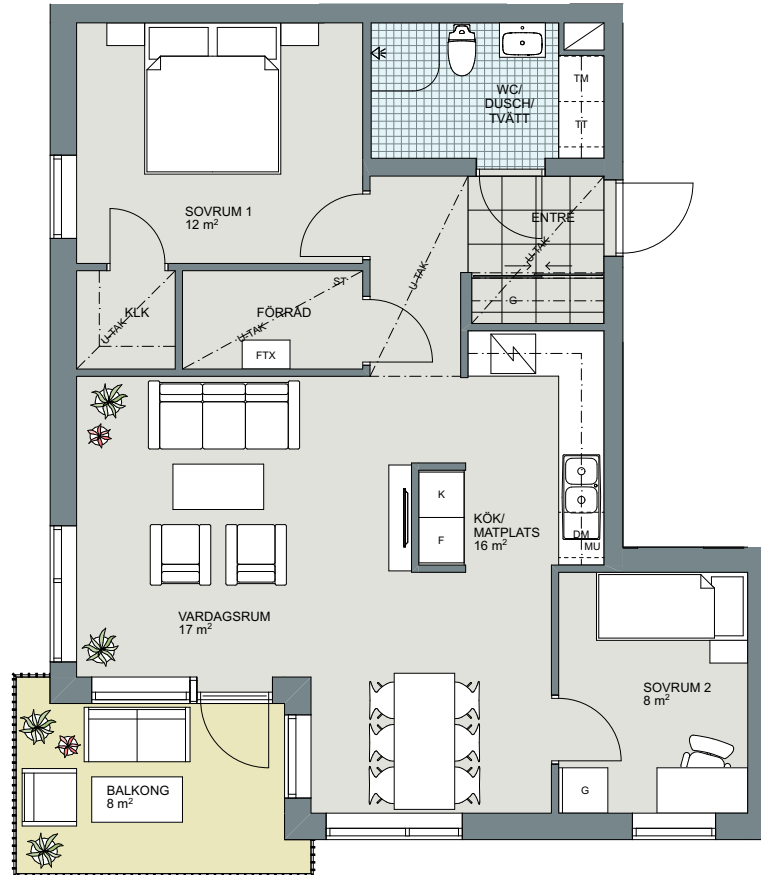 WC/
DUSCH/
TVÄTT
TM
TT
SOVRUM 1
12 m²
ENTRÉ
U-TAK
U-TAK
KLK
U-TAK
ST
FÖRRÅD
U-TAK
FTX
G
K
F
KÖK/
MATPLATS
16 m²
DM
MU
VARDAGSRUM
17 m²
SOVRUM 2
8 m²
G
BALKONG
8 m²